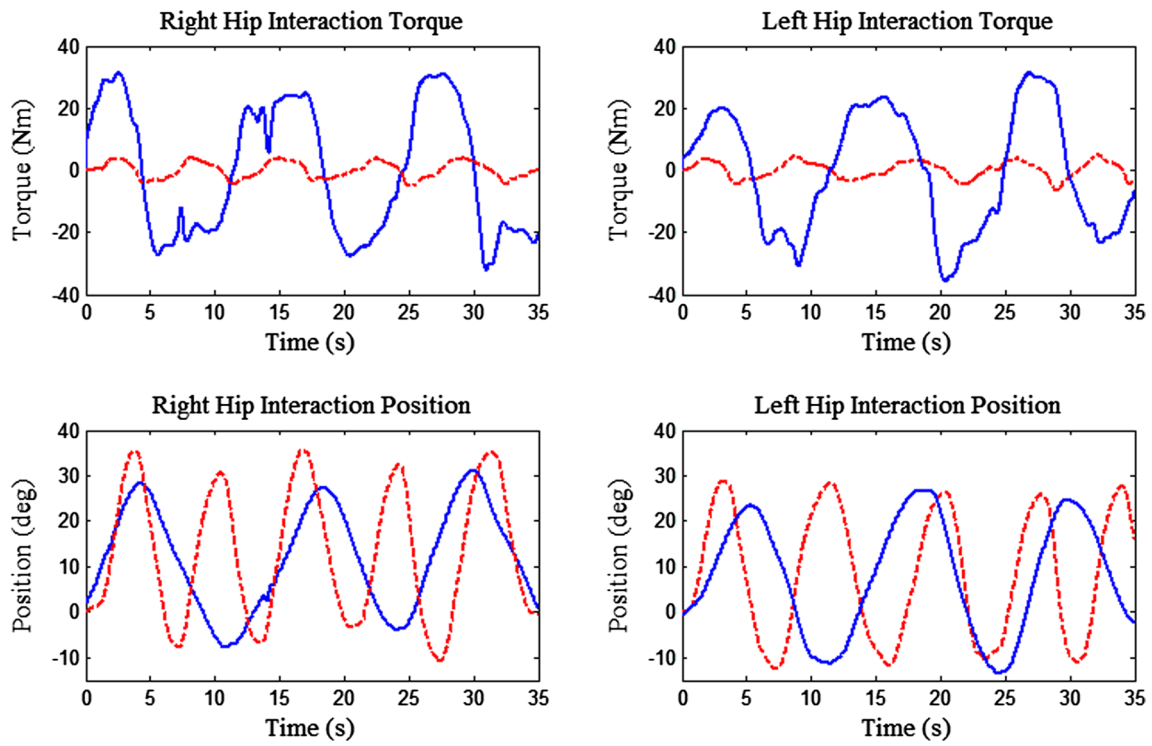 Right Hip Interaction Torque
Torque (Nm)
40
20
0
-20
-40
0 5 10 15 20 25 30 35
Time (s)
Left Hip Interaction Torque
Torque (Nm)
40
20
0
-20
-40
0 5 10 15 20 25 30 35
Time (s)
Right Hip Interaction Position
Position (deg)
40
30
20
10
0
-10
0 5 10 15 20 25 30 35
Time (s)
Left Hip Interaction Position
Position (deg)
40
30
20
10
0
-10
0 5 10 15 20 25 30 35
Time (s)